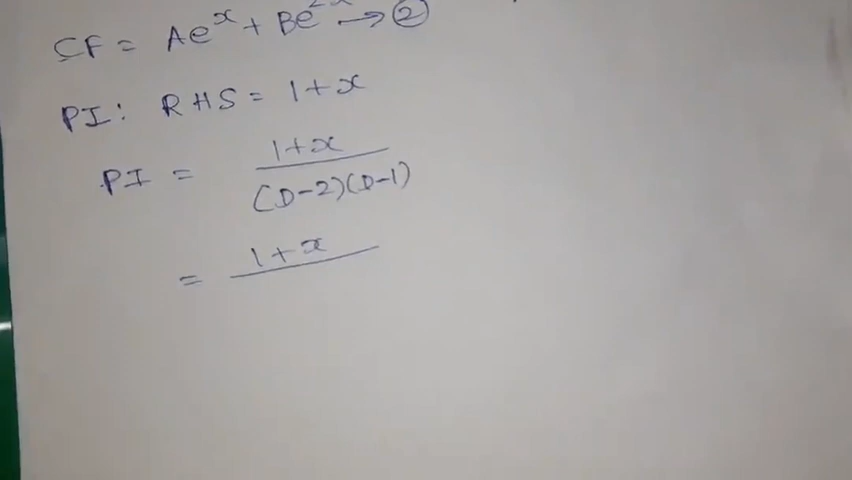 CF = Ae^x + Be^2x → ②
PI: RHS = 1+x
PI = 1+x
(D-2)(D-1)
= 1+x